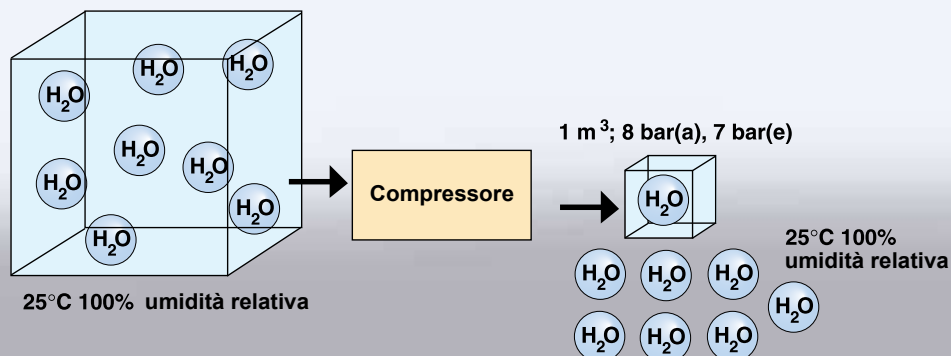 H₂O
H₂O
H₂O
H₂O
H₂O
H₂O
H₂O
H₂O
25°C 100% umidità relativa
Compressore
1 m³; 8 bar(a), 7 bar(e)
H₂O
25°C 100%
umidità relativa
H₂O
H₂O
H₂O
H₂O
H₂O
H₂O
H₂O